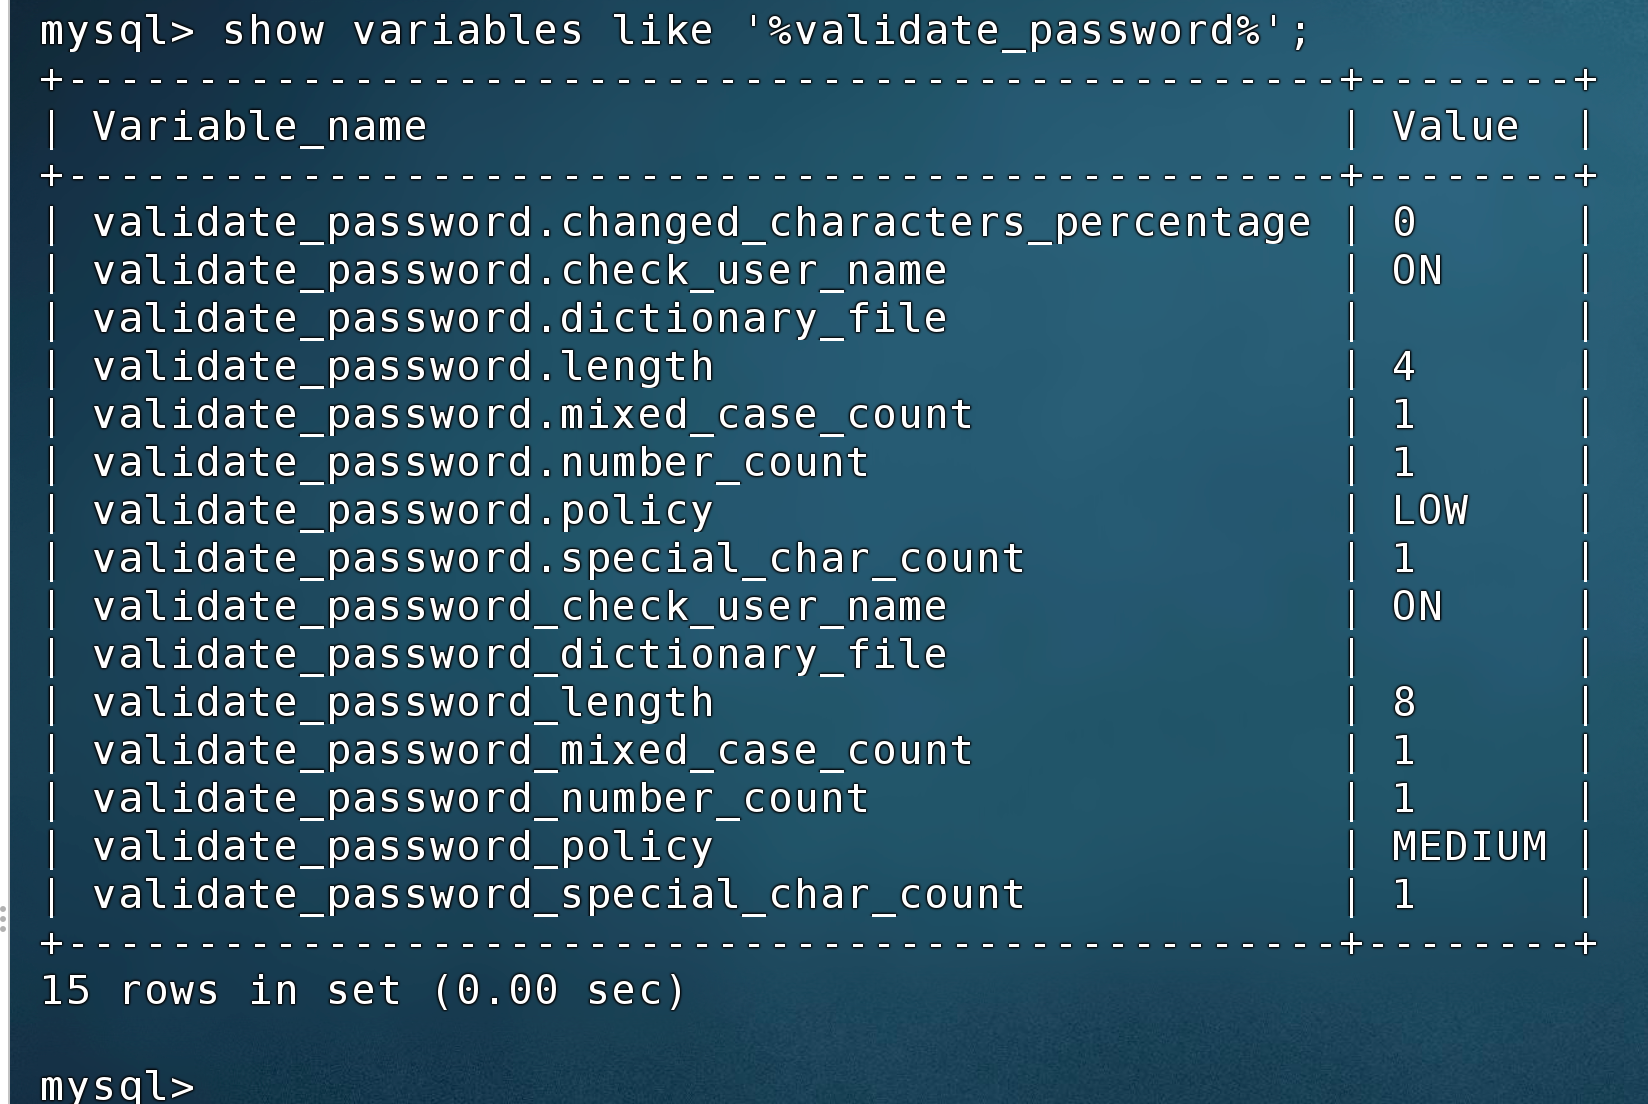 mysql> show variables like '%validate_password%';
+-------------------------------------------------+--------+
| Variable_name                                   | Value  |
+-------------------------------------------------+--------+
| validate_password.changed_characters_percentage | 0      |
| validate_password.check_user_name               | ON     |
| validate_password.dictionary_file               |        |
| validate_password.length                        | 4      |
| validate_password.mixed_case_count              | 1      |
| validate_password.number_count                  | 1      |
| validate_password.policy                        | LOW    |
| validate_password.special_char_count            | 1      |
| validate_password_check_user_name               | ON     |
| validate_password_dictionary_file               |        |
| validate_password_length                        | 8      |
| validate_password_mixed_case_count              | 1      |
| validate_password_number_count                  | 1      |
| validate_password_policy                        | MEDIUM |
| validate_password_special_char_count            | 1      |
+-------------------------------------------------+--------+
15 rows in set (0.00 sec)
mysql>